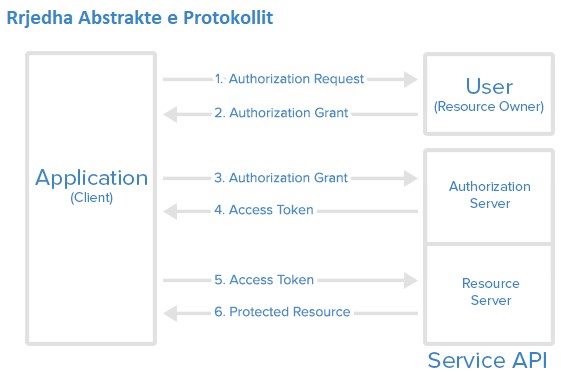 Rrjedha Abstrakte e Protokollit
1. Authorization Request
User
(Resource Owner)
2. Authorization Grant
Application
(Client)
3. Authorization Grant
Authorization
Server
4. Access Token
5. Access Token
Resource
Server
6. Protected Resource
Service API